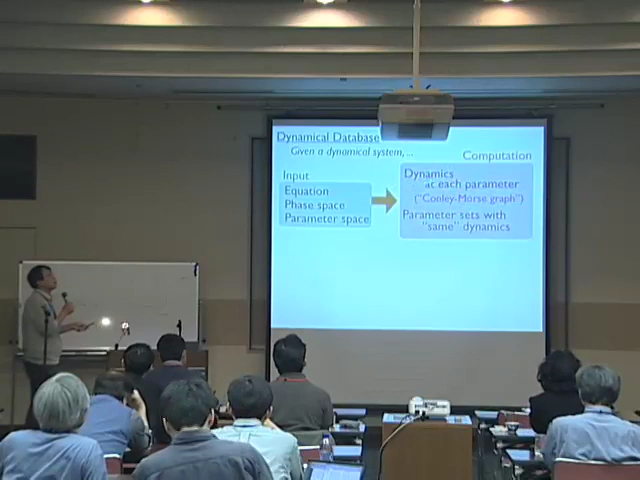 Dynamical Database
Given a dynamical system, ...
Computation
Input
Equation
Phase space
Parameter space
Dynamics
at each parameter
("Conley-Morse graph")
Parameter sets with
"same" dynamics